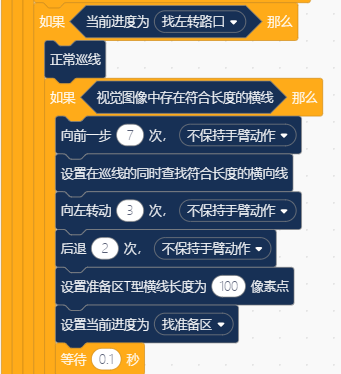 如果 当前进度为 找左转路口 那么
正常巡线
如果 视觉图像中存在符合长度的横线 那么
向前一步 7 次， 不保持手臂动作
设置在巡线的同时查找符合长度的横向线
向左转动 3 次， 不保持手臂动作
后退 2 次， 不保持手臂动作
设置准备区T型横线长度为 100 像素点
设置当前进度为 找准备区
等待 0.1 秒